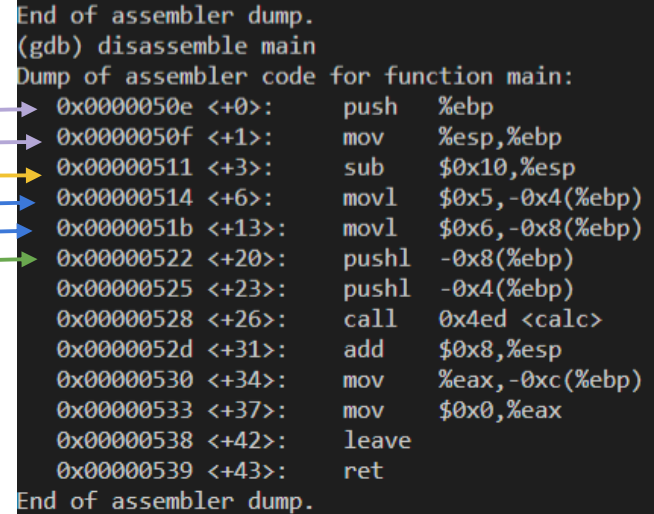 End of assembler dump.
(gdb) disassemble main
Dump of assembler code for function main:
0x0000050e <+0>: push %ebp
0x0000050f <+1>: mov %esp,%ebp
0x00000511 <+3>: sub $0x10,%esp
0x00000514 <+6>: movl $0x5,-0x4(%ebp)
0x0000051b <+13>: movl $0x6,-0x8(%ebp)
0x00000522 <+20>: pushl -0x8(%ebp)
0x00000525 <+23>: pushl -0x4(%ebp)
0x00000528 <+26>: call 0x4ed <calc>
0x0000052d <+31>: add $0x8,%esp
0x00000530 <+34>: mov %eax,-0xc(%ebp)
0x00000533 <+37>: mov $0x0,%eax
0x00000538 <+42>: leave
0x00000539 <+43>: ret
End of assembler dump.